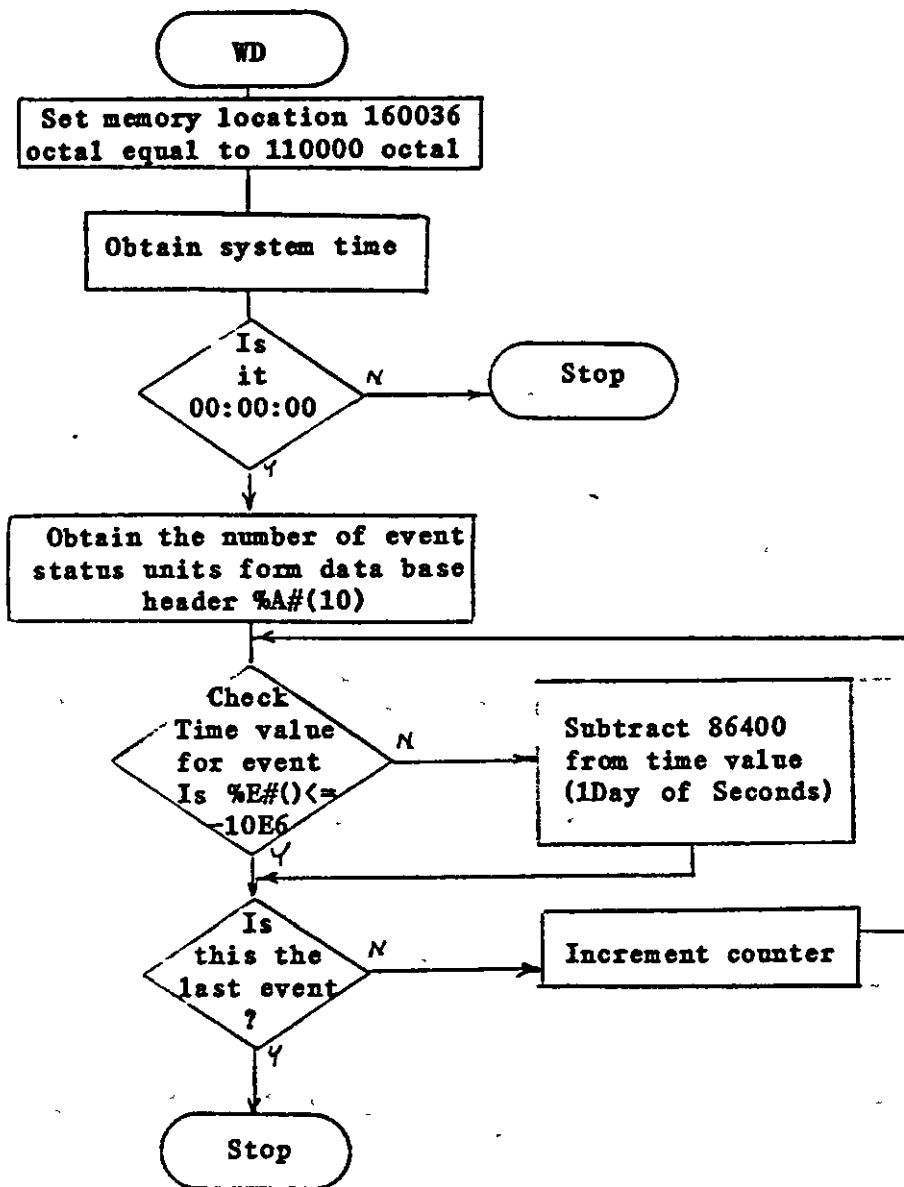 WD
Set memory location 160036
octal equal to 110000 octal
Obtain system time
Is
it
00:00:00
N
Stop
Y
Obtain the number of event
status units form data base
header %A#(10)
Check
Time value
for event
Is %E#()<=
-10E6
N
Y
Subtract 86400
from time value
(1Day of Seconds)
Is
this the
last event
?
N
Y
Increment counter
Stop